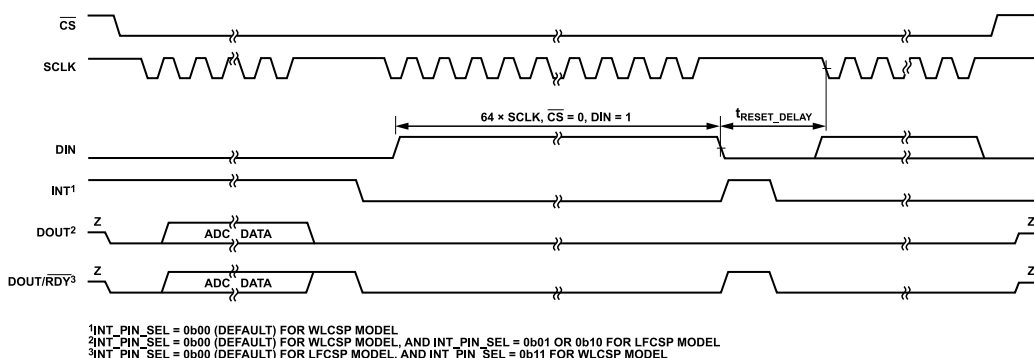 CS
SCLK
64 × SCLK, CS = 0, DIN = 1
tRESET_DELAY
DIN
INT1
Z
DOUT2
ADC DATA
Z
Z
DOUT/RDY3
ADC DATA
Z
1INT_PIN_SEL = 0b00 (DEFAULT) FOR WLCSP MODEL
2INT_PIN_SEL = 0b00 (DEFAULT) FOR WLCSP MODEL, AND INT_PIN_SEL = 0b01 OR 0b10 FOR LFCSP MODEL
3INT_PIN_SEL = 0b00 (DEFAULT) FOR LFCSP MODEL, AND INT_PIN_SEL = 0b11 FOR WLCSP MODEL